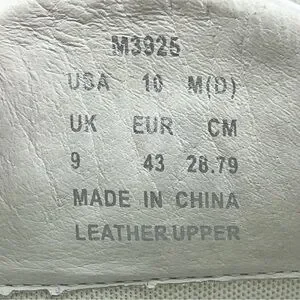 M3925
USA 10 M(D)
UK EUR CM
9 43 28.79
MADE IN CHINA
LEATHER UPPER